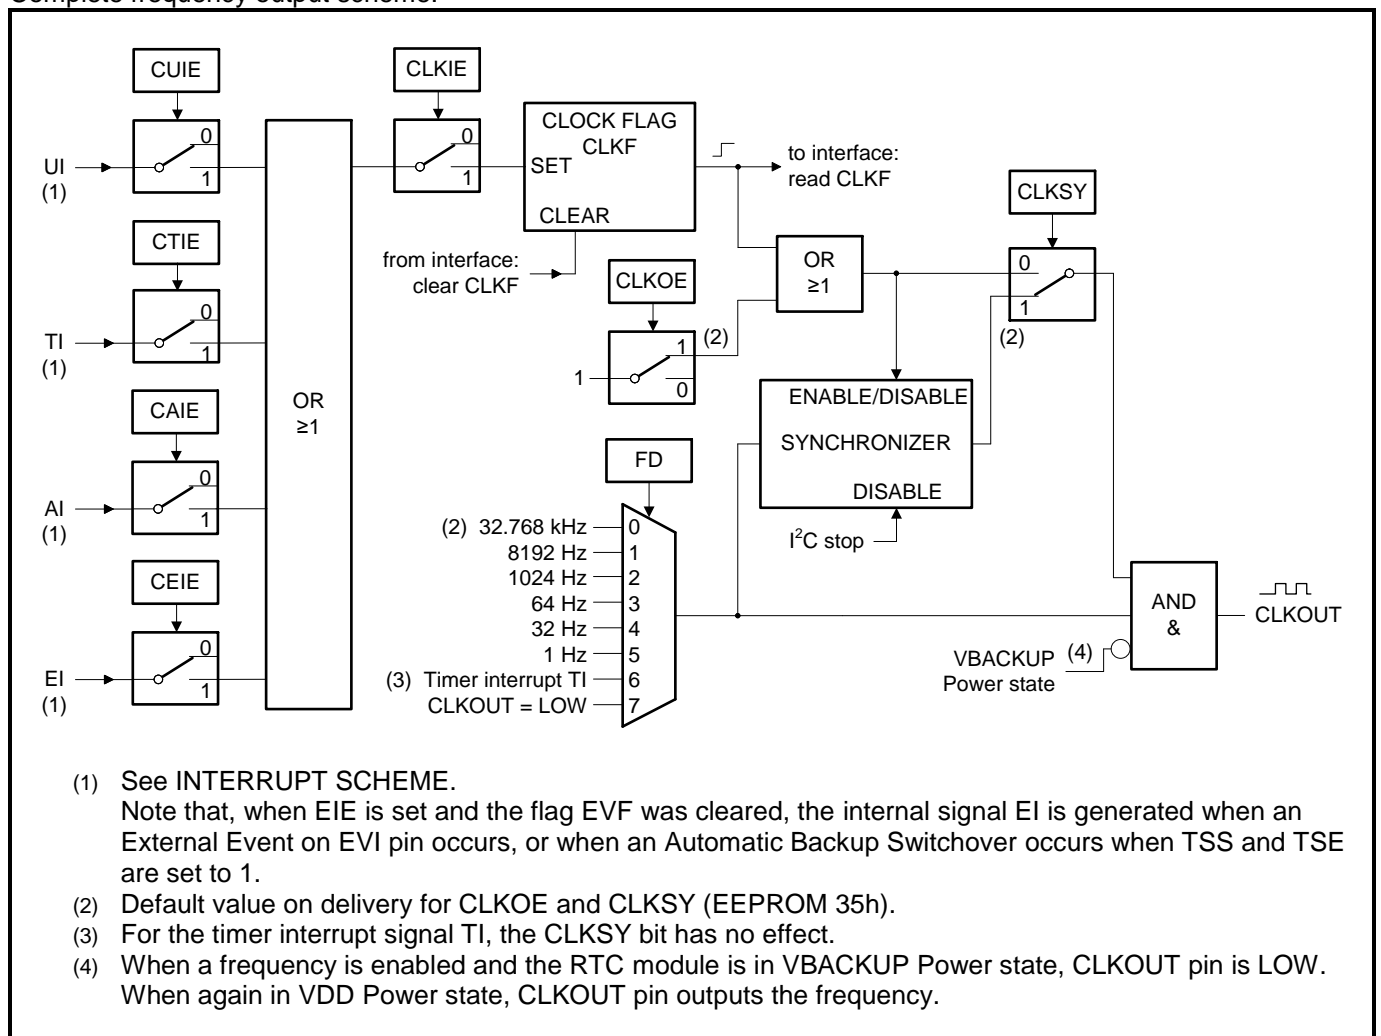 Complete frequency output scheme:
CUIE
CLKIE
0
1
UI
(1)
0
1
CLOCK FLAG
CLKF
SET
CLEAR
to interface:
read CLKF
from interface:
clear CLKF
CLKSY
0
1
(2)
OR
≥1
CLKOE
1
1
0
(2)
CTIE
0
1
TI
(1)
OR
≥1
CAIE
0
1
AI
(1)
CEIE
0
1
EI
(1)
ENABLE/DISABLE
SYNCHRONIZER
DISABLE
I²C stop
FD
(2) 32.768 kHz 0
8192 Hz 1
1024 Hz 2
64 Hz 3
32 Hz 4
1 Hz 5
(3) Timer interrupt TI 6
CLKOUT = LOW 7
AND
&
CLKOUT
VBACKUP (4)
Power state
(1) See INTERRUPT SCHEME.
Note that, when EIE is set and the flag EVF was cleared, the internal signal EI is generated when an
External Event on EVI pin occurs, or when an Automatic Backup Switchover occurs when TSS and TSE
are set to 1.
(2) Default value on delivery for CLKOE and CLKSY (EEPROM 35h).
(3) For the timer interrupt signal TI, the CLKSY bit has no effect.
(4) When a frequency is enabled and the RTC module is in VBACKUP Power state, CLKOUT pin is LOW.
When again in VDD Power state, CLKOUT pin outputs the frequency.